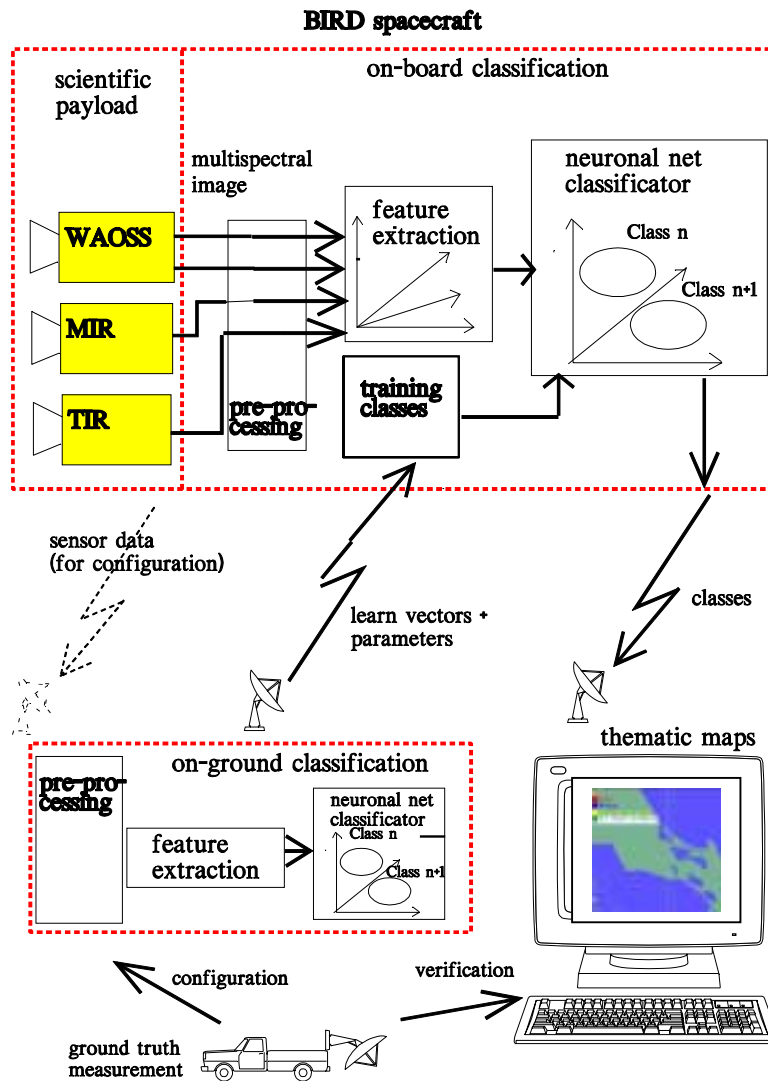 BIRD spacecraft
scientific
payload
on-board classification
multispectral
image
WAOSS
MIR
TIR
pre-pro-
cessing
feature
extraction
training
classes
neuronal net
classificator
Class n
Class n+1
sensor data
(for configuration)
learn vectors +
parameters
classes
thematic maps
on-ground classification
pre-pro-
cessing
feature
extraction
neuronal net
classificator
Class n
Class n+1
configuration
verification
ground truth
measurement